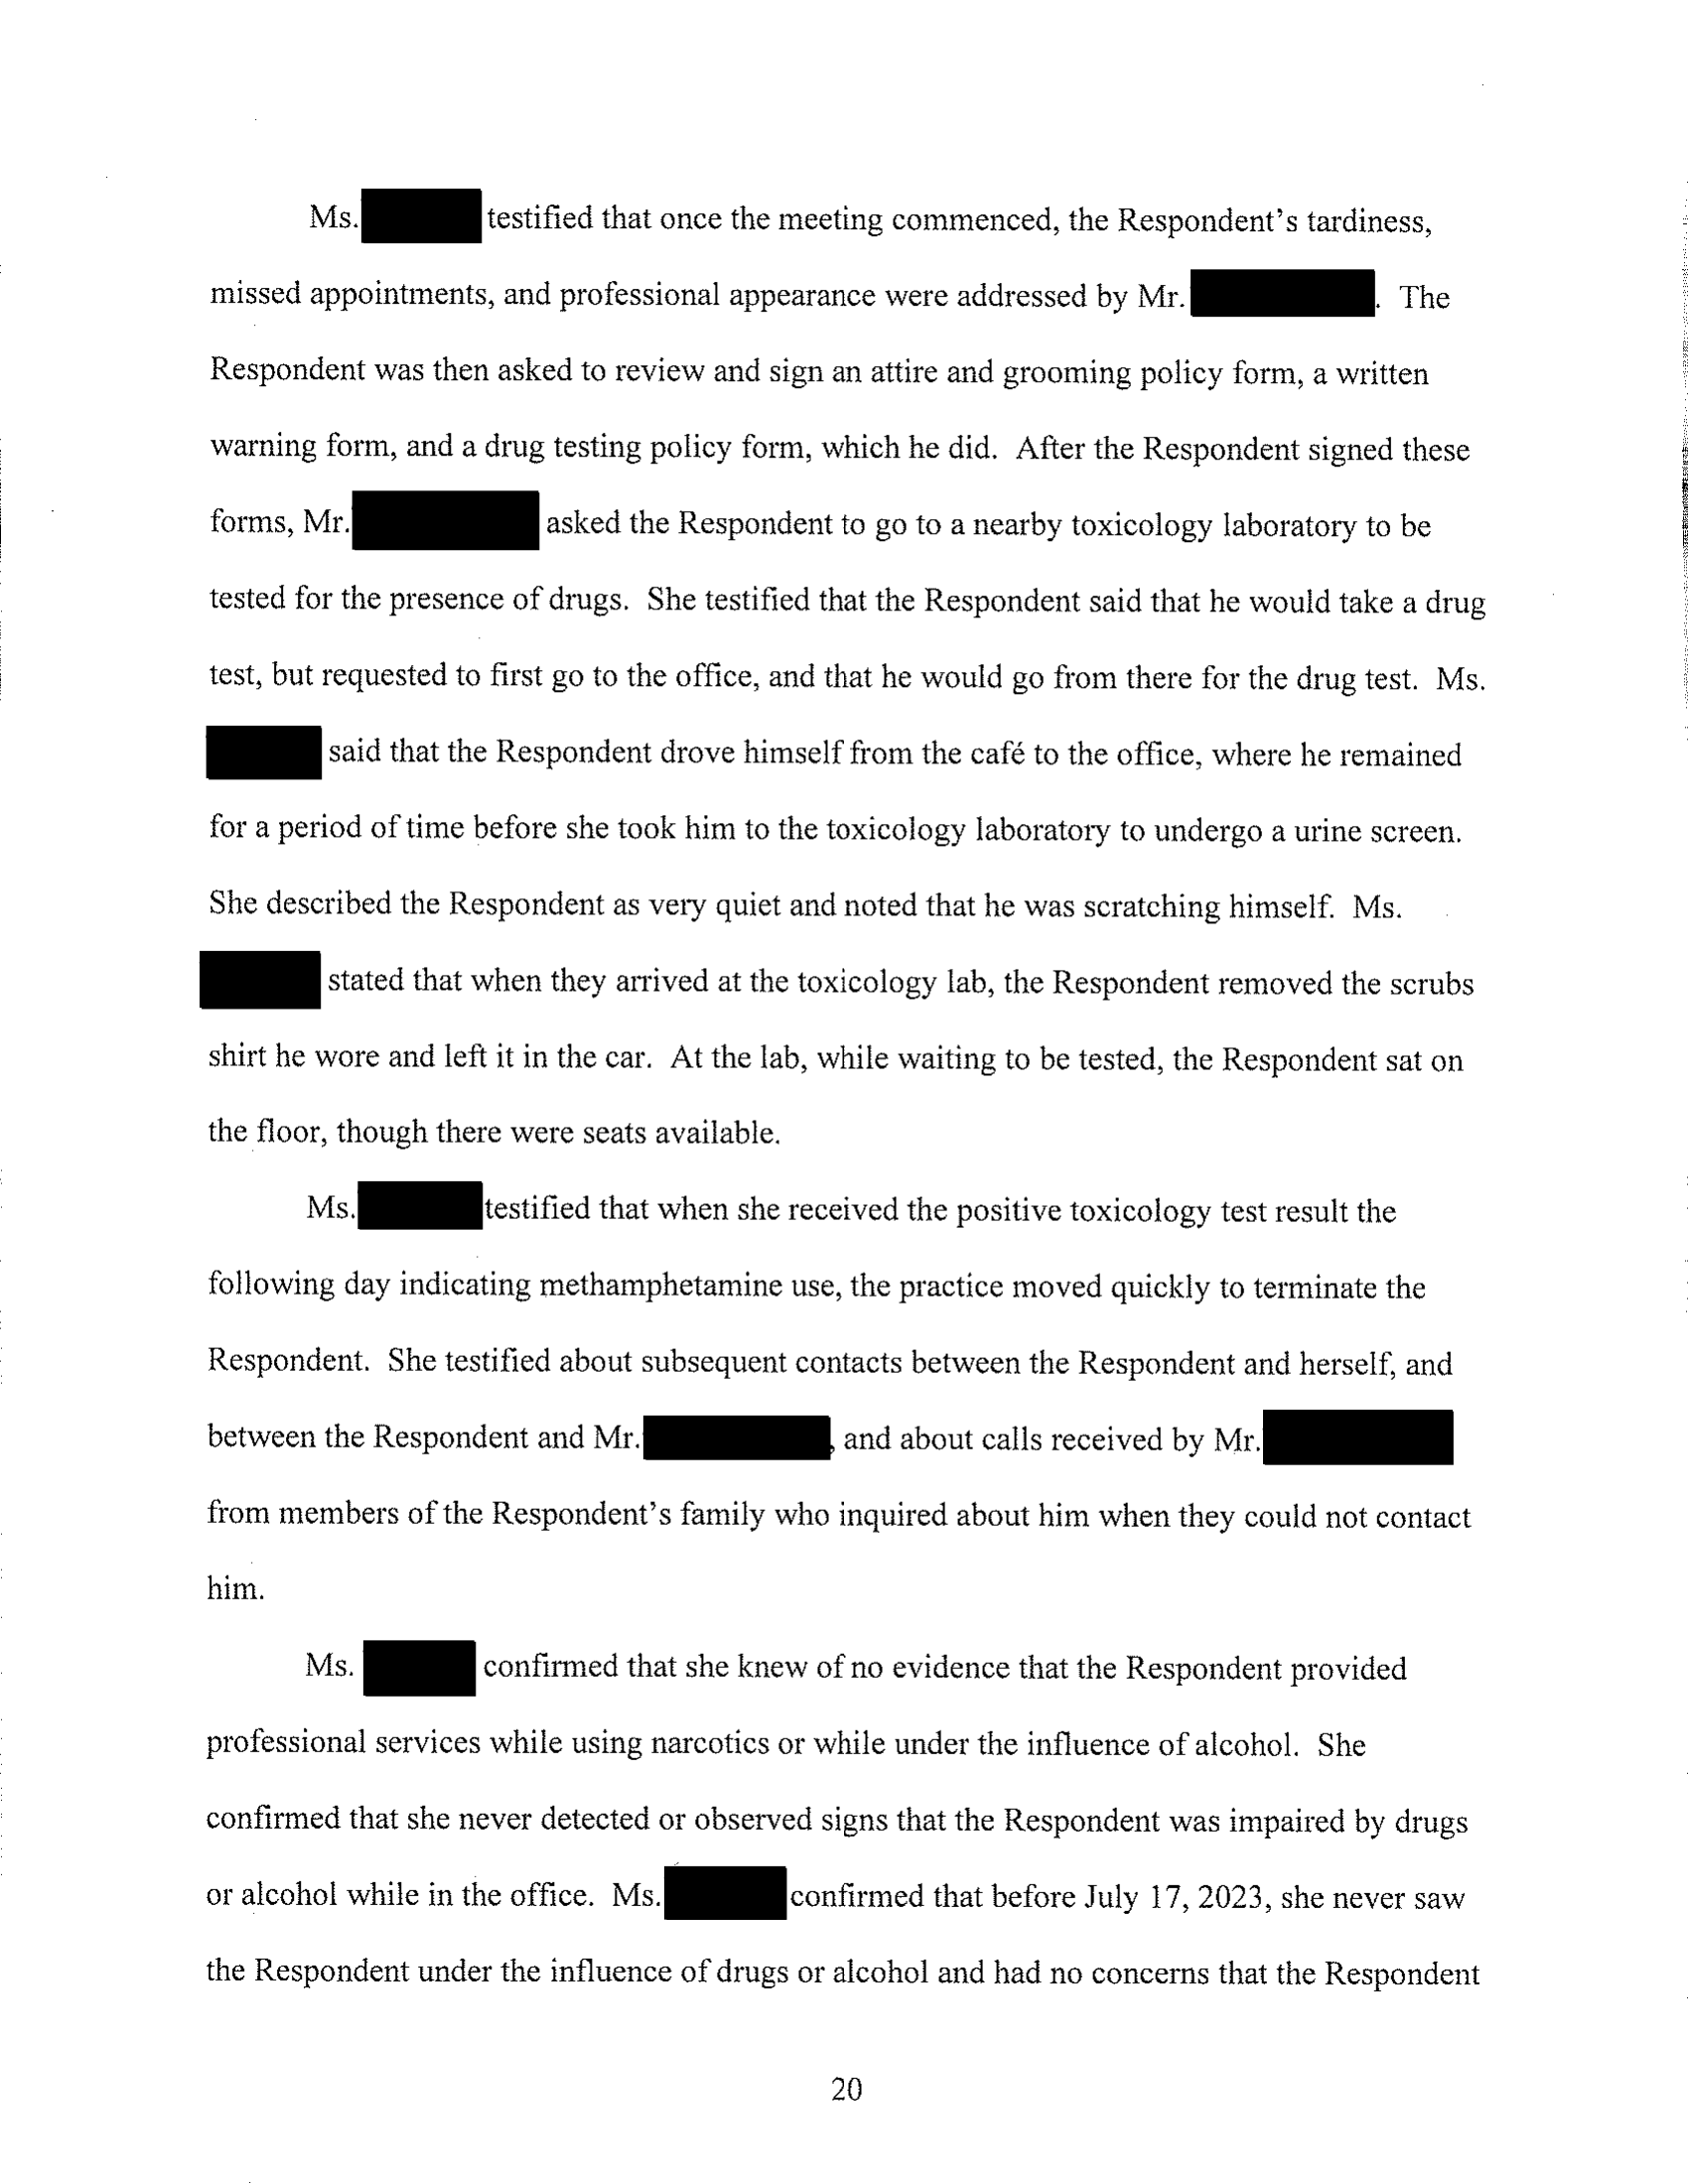 Ms. testified that once the meeting commenced, the Respondent's tardiness,
missed appointments, and professional appearance were addressed by Mr. . The
Respondent was then asked to review and sign an attire and grooming policy form, a written
warning form, and a drug testing policy form, which he did. After the Respondent signed these
forms, Mr. asked the Respondent to go to a nearby toxicology laboratory to be
tested for the presence of drugs. She testified that the Respondent said that he would take a drug
test, but requested to first go to the office, and that he would go from there for the drug test. Ms.
said that the Respondent drove himself from the café to the office, where he remained
for a period of time before she took him to the toxicology laboratory to undergo a urine screen.
She described the Respondent as very quiet and noted that he was scratching himself. Ms.
stated that when they arrived at the toxicology lab, the Respondent removed the scrubs
shirt he wore and left it in the car. At the lab, while waiting to be tested, the Respondent sat on
the floor, though there were seats available.
Ms. testified that when she received the positive toxicology test result the
following day indicating methamphetamine use, the practice moved quickly to terminate the
Respondent. She testified about subsequent contacts between the Respondent and herself, and
between the Respondent and Mr. , and about calls received by Mr.
from members of the Respondent's family who inquired about him when they could not contact
him.
Ms. confirmed that she knew of no evidence that the Respondent provided
professional services while using narcotics or while under the influence of alcohol. She
confirmed that she never detected or observed signs that the Respondent was impaired by drugs
or alcohol while in the office. Ms. confirmed that before July 17, 2023, she never saw
the Respondent under the influence of drugs or alcohol and had no concerns that the Respondent
20